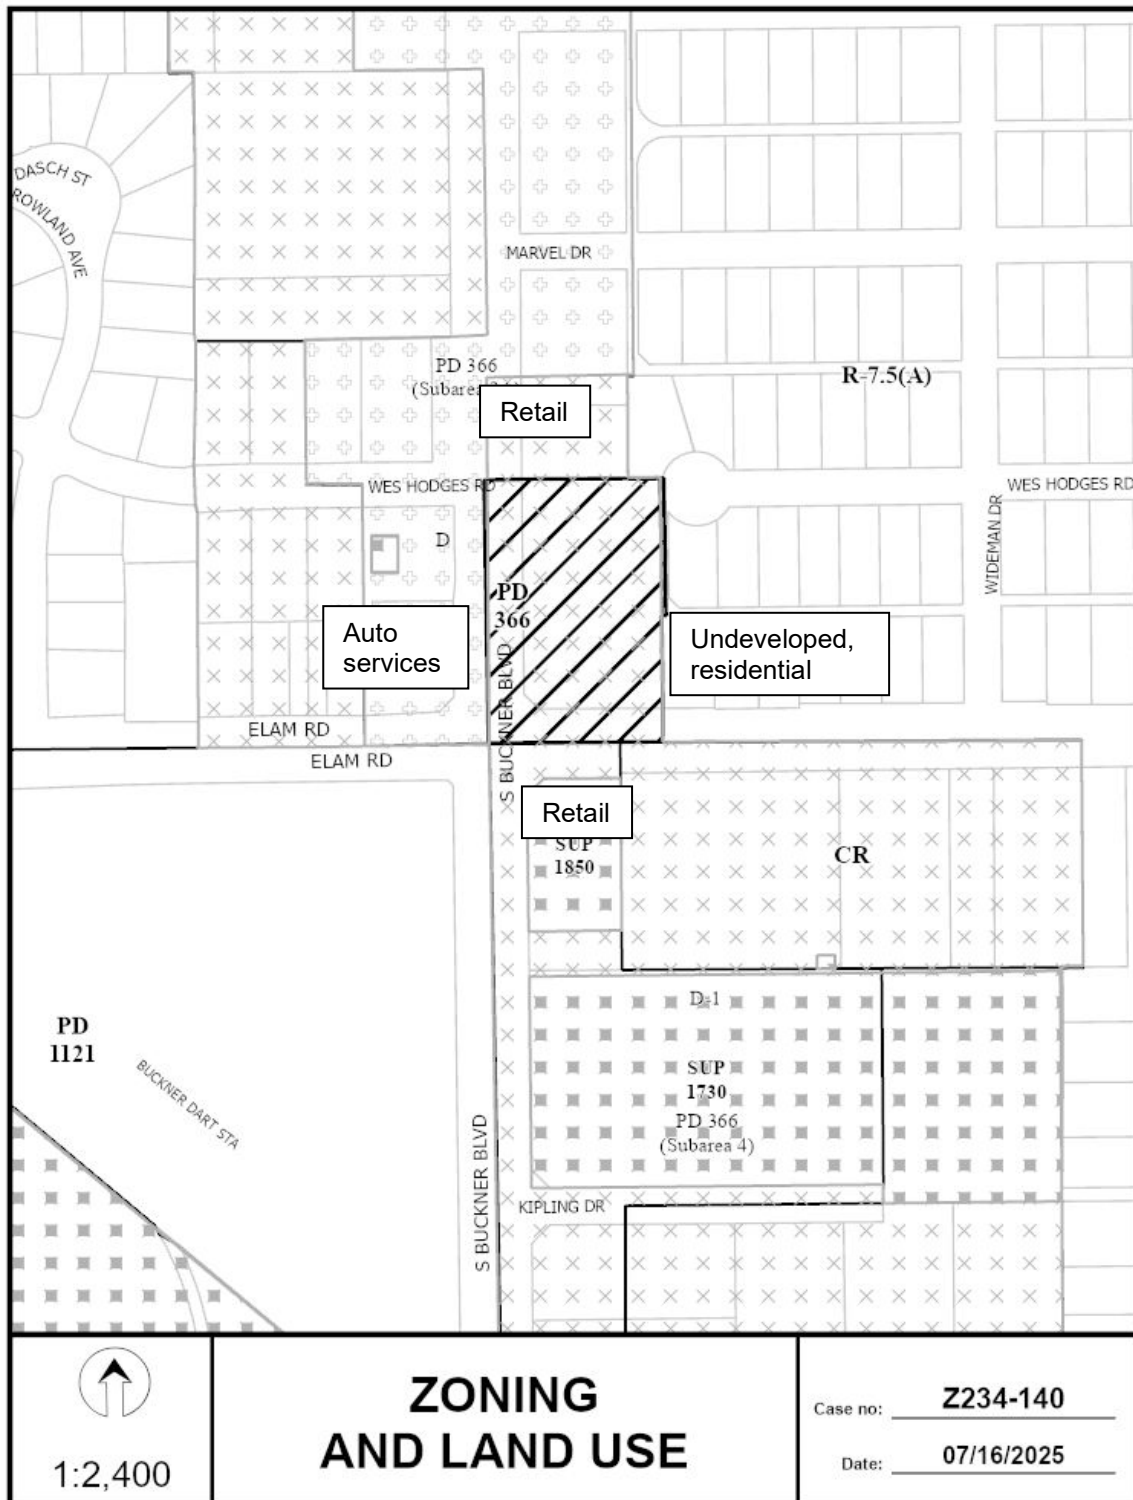 DASCH ST
ROWLAND AVE
MARVEL DR
PD 366
(Subarea
R-7.5(A)
Retail
WES HODGES RD
WES HODGES RD
WIDEMAN DR
D
PD
366
Auto
services
Undeveloped,
residential
S BUCKNER BLVD
ELAM RD
ELAM RD
Retail
SUP
1850
CR
D-1
PD
1121
SUP
1730
PD 366
(Subarea 4)
BUCKNER DART STA
S BUCKNER BLVD
KIPLING DR
1:2,400
ZONING
AND LAND USE
Case no: Z234-140
Date: 07/16/2025